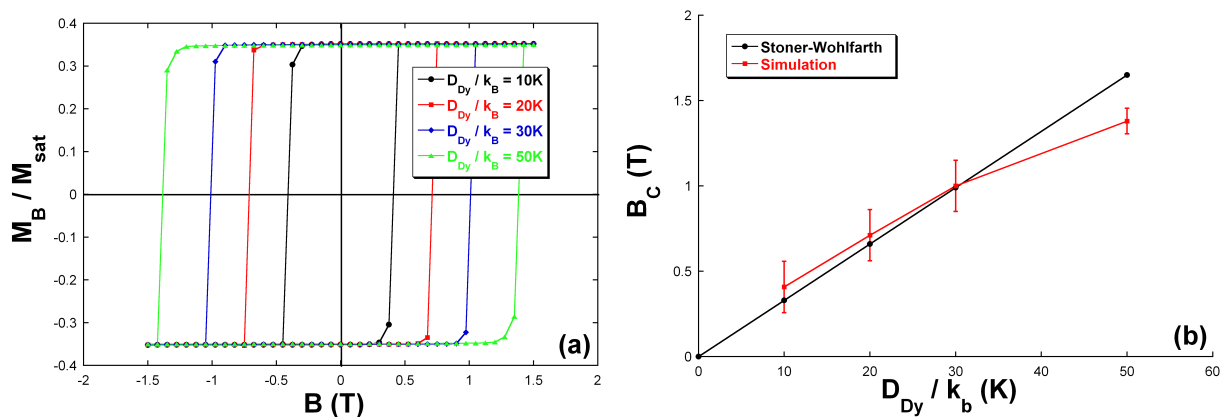 0.4
0.3
0.2
0.1
0
-0.1
-0.2
-0.3
-0.4
M_B / M_sat
-2 -1.5 -1 -0.5 0 0.5 1 1.5 2
B (T)
D_Dy / k_B = 10K
D_Dy / k_B = 20K
D_Dy / k_B = 30K
D_Dy / k_B = 50K
(a)
2
1.5
1
0.5
0
B_C (T)
0 10 20 30 40 50 60
D_Dy / k_b (K)
Stoner-Wohlfarth
Simulation
(b)